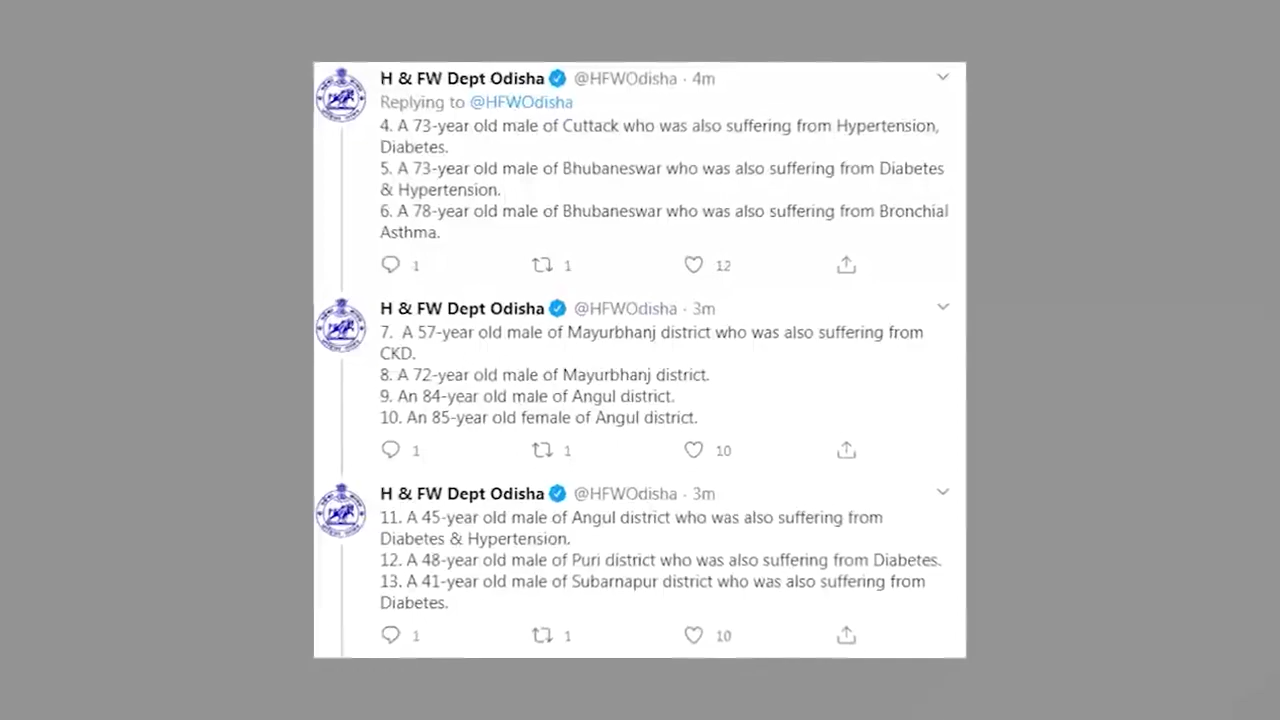 H & FW Dept Odisha @HFWOdisha · 4m
Replying to @HFWOdisha
4. A 73-year old male of Cuttack who was also suffering from Hypertension,
Diabetes.
5. A 73-year old male of Bhubaneswar who was also suffering from Diabetes
& Hypertension.
6. A 78-year old male of Bhubaneswar who was also suffering from Bronchial
Asthma.
1 1 12
H & FW Dept Odisha @HFWOdisha · 3m
7.  A 57-year old male of Mayurbhanj district who was also suffering from
CKD.
8. A 72-year old male of Mayurbhanj district.
9. An 84-year old male of Angul district.
10. An 85-year old female of Angul district.
1 1 10
H & FW Dept Odisha @HFWOdisha · 3m
11. A 45-year old male of Angul district who was also suffering from
Diabetes & Hypertension.
12. A 48-year old male of Puri district who was also suffering from Diabetes.
13. A 41-year old male of Subarnapur district who was also suffering from
Diabetes.
1 1 10